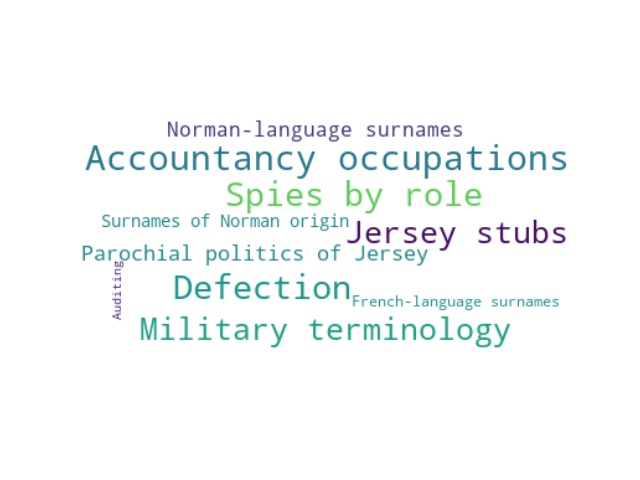 Norman-language surnames
Accountancy occupations
Spies by role
Surnames of Norman origin
Jersey stubs
Parochial politics of Jersey
Auditing
Defection
French-language surnames
Military terminology